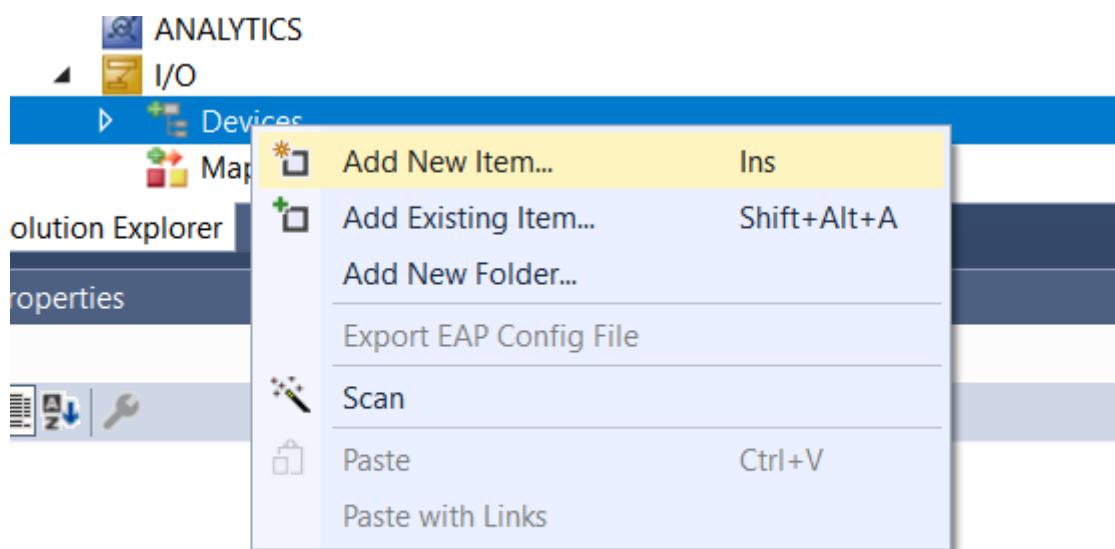 ANALYTICS
I/O
Devices
Map
Add New Item... Ins
Add Existing Item... Shift+Alt+A
olution Explorer
Add New Folder...
roperties
Export EAP Config File
Scan
Paste Ctrl+V
Paste with Links